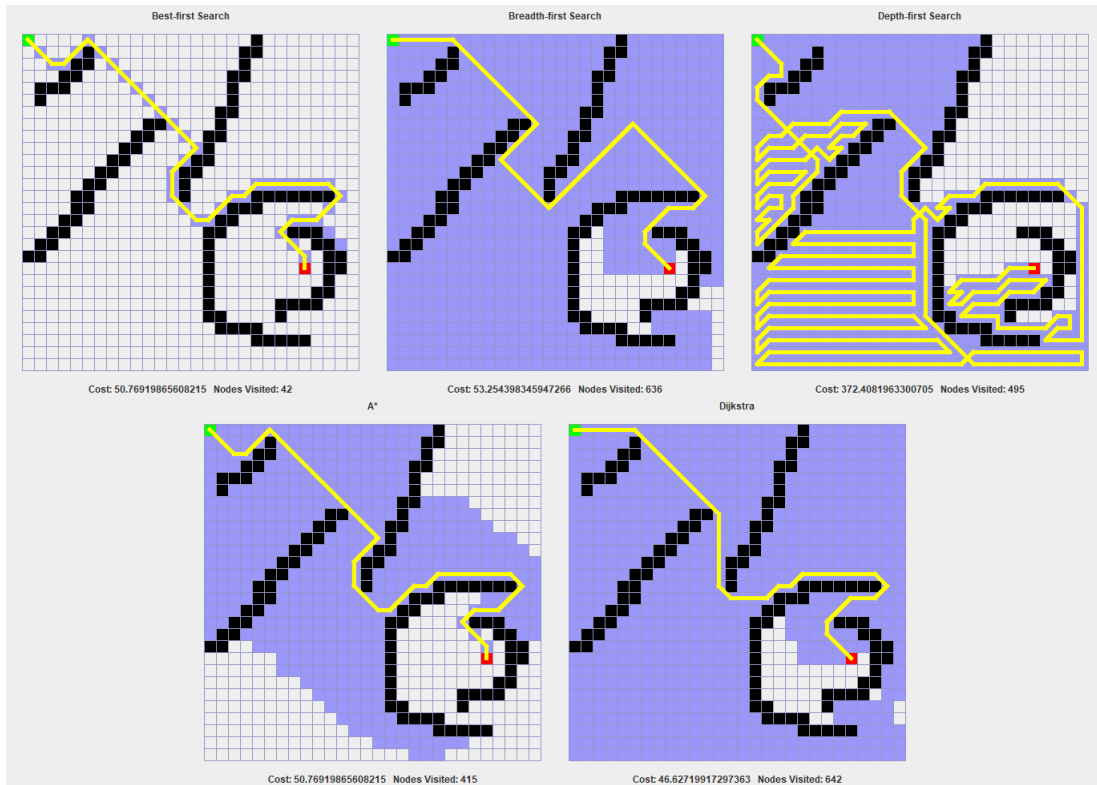 Best-first Search
Breadth-first Search
Depth-first Search
Cost: 50.76919865608215 Nodes Visited: 42
Cost: 53.254398345947266 Nodes Visited: 636
Cost: 372.4081963300705 Nodes Visited: 495
A*
Dijkstra
Cost: 50.76919865608215 Nodes Visited: 415
Cost: 46.62719917297363 Nodes Visited: 642